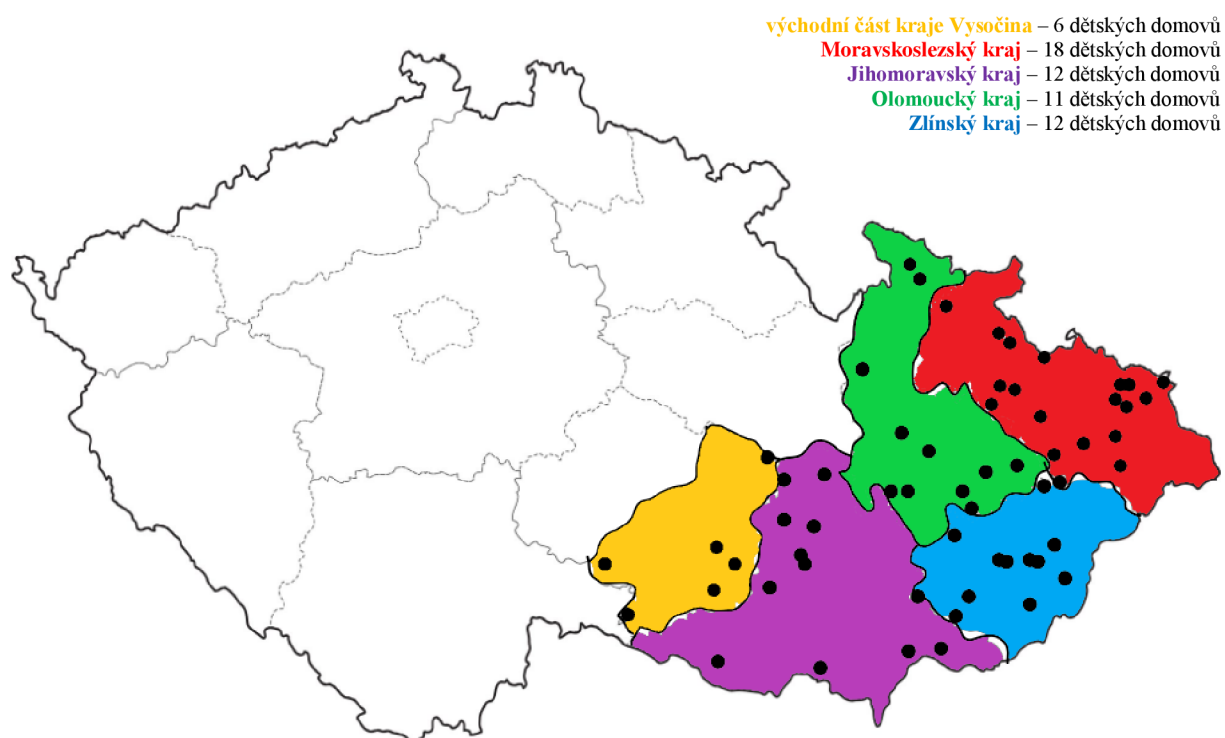 východní část kraje Vysočina – 6 dětských domovů
Moravskoslezský kraj – 18 dětských domovů
Jihomoravský kraj – 12 dětských domovů
Olomoucký kraj – 11 dětských domovů
Zlínský kraj – 12 dětských domovů